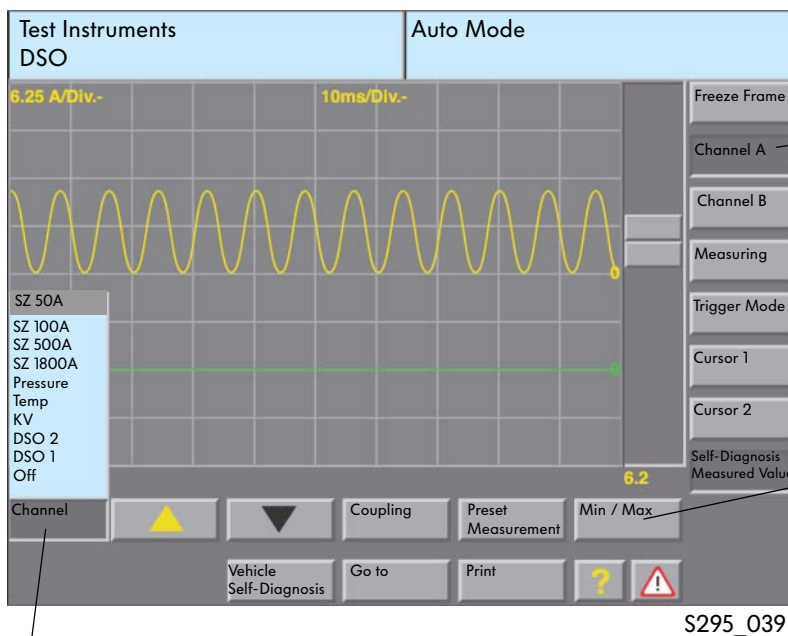 Test Instruments
DSO
Auto Mode
6.25 A/Div.-
10ms/Div.-
0
0
6.2
Freeze Frame
Channel A
Channel B
Measuring
Trigger Mode
Cursor 1
Cursor 2
Self-Diagnosis
Measured Value
SZ 50A
SZ 100A
SZ 500A
SZ 1800A
Pressure
Temp
KV
DSO 2
DSO 1
Off
Channel
Coupling
Preset
Measurement
Min / Max
Vehicle
Self-Diagnosis
Go to
Print
?
!
S295_039